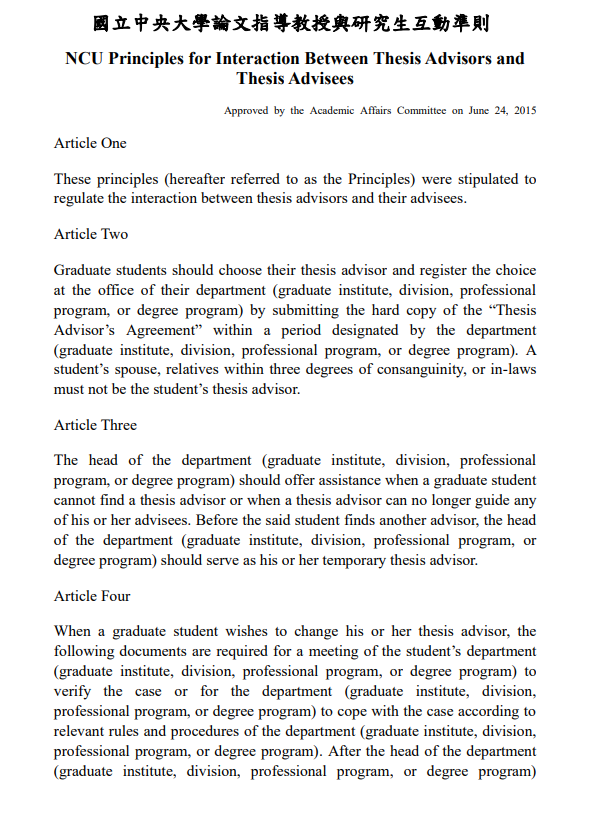 國立中央大學論文指導教授與研究生互動準則
NCU Principles for Interaction Between Thesis Advisors and
Thesis Advisees
Approved by the Academic Affairs Committee on June 24, 2015
Article One
These principles (hereafter referred to as the Principles) were stipulated to
regulate the interaction between thesis advisors and their advisees.
Article Two
Graduate students should choose their thesis advisor and register the choice
at the office of their department (graduate institute, division, professional
program, or degree program) by submitting the hard copy of the “Thesis
Advisor’s Agreement” within a period designated by the department
(graduate institute, division, professional program, or degree program). A
student’s spouse, relatives within three degrees of consanguinity, or in-laws
must not be the student’s thesis advisor.
Article Three
The head of the department (graduate institute, division, professional
program, or degree program) should offer assistance when a graduate student
cannot find a thesis advisor or when a thesis advisor can no longer guide any
of his or her advisees. Before the said student finds another advisor, the head
of the department (graduate institute, division, professional program, or
degree program) should serve as his or her temporary thesis advisor.
Article Four
When a graduate student wishes to change his or her thesis advisor, the
following documents are required for a meeting of the student’s department
(graduate institute, division, professional program, or degree program) to
verify the case or for the department (graduate institute, division,
professional program, or degree program) to cope with the case according to
relevant rules and procedures of the department (graduate institute, division,
professional program, or degree program). After the head of the department
(graduate institute, division, professional program, or degree program)